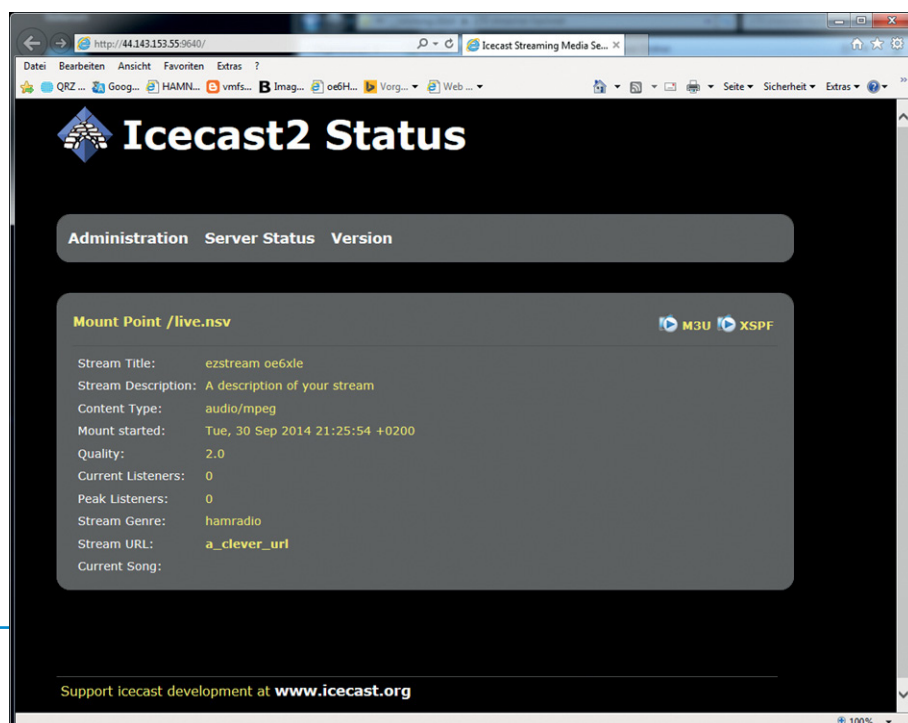 http://44.143.153.55:9640/
Icecast Streaming Media Se...
Datei Bearbeiten Ansicht Favoriten Extras ?
QRZ ... Goog... HAMN... vmfs... Imag... oe6H... Vorg... Web ... Seite Sicherheit Extras
Icecast2 Status
Administration Server Status Version
Mount Point /live.nsv M3U XSPF
Stream Title: ezstream oe6xle
Stream Description: A description of your stream
Content Type: audio/mpeg
Mount started: Tue, 30 Sep 2014 21:25:54 +0200
Quality: 2.0
Current Listeners: 0
Peak Listeners: 0
Stream Genre: hamradio
Stream URL: a_clever_url
Current Song:
Support icecast development at www.icecast.org
100%